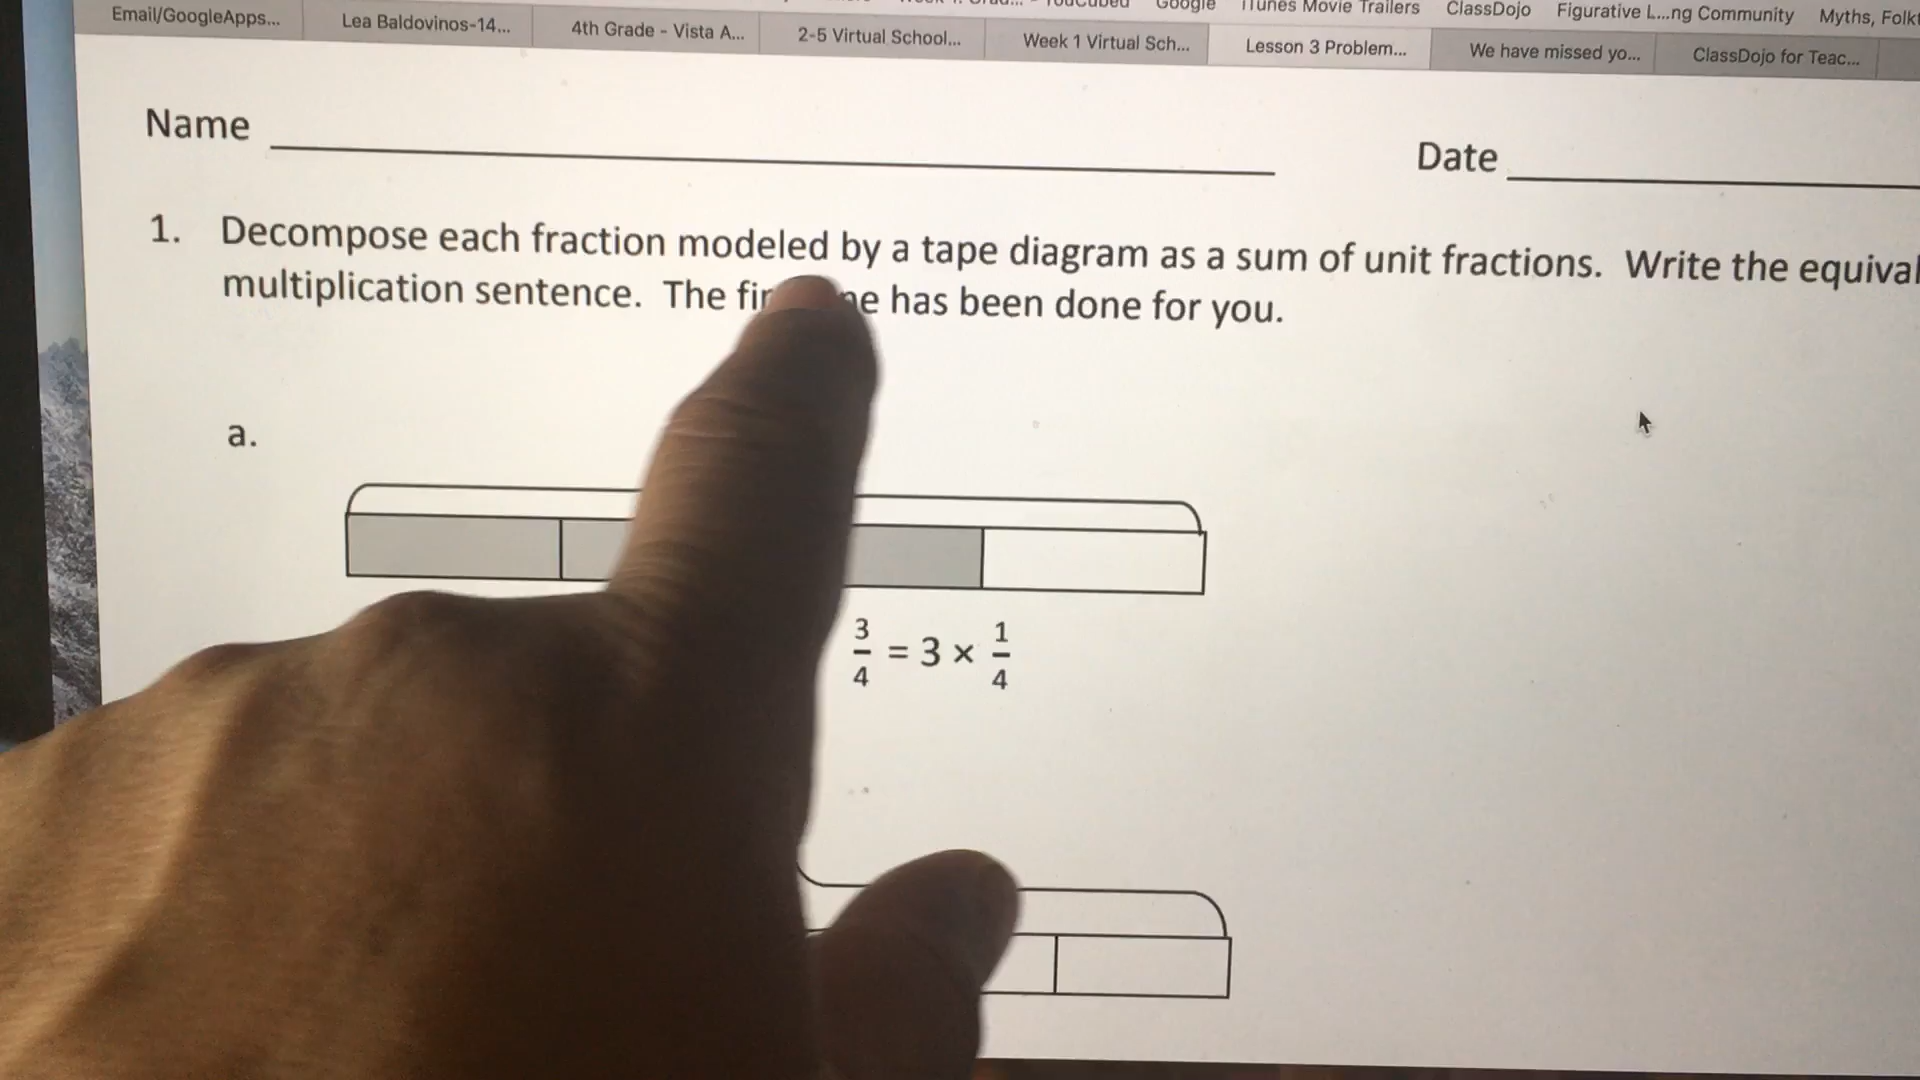 Google iTunes Movie Trailers ClassDojo Figurative L...ng Community Myths,
Email/GoogleApps... Lea Baldovinos-14... 4th Grade - Vista A... 2-5 Virtual School... Week 1 Virtual Sch... Lesson 3 Problem... We have missed yo... ClassDojo for Teac...
Name
Date
1. Decompose each fraction modeled by a tape diagram as a sum of unit fractions. Write the
multiplication sentence. The has been done for you.
a.
3/4 = 3 × 1/4